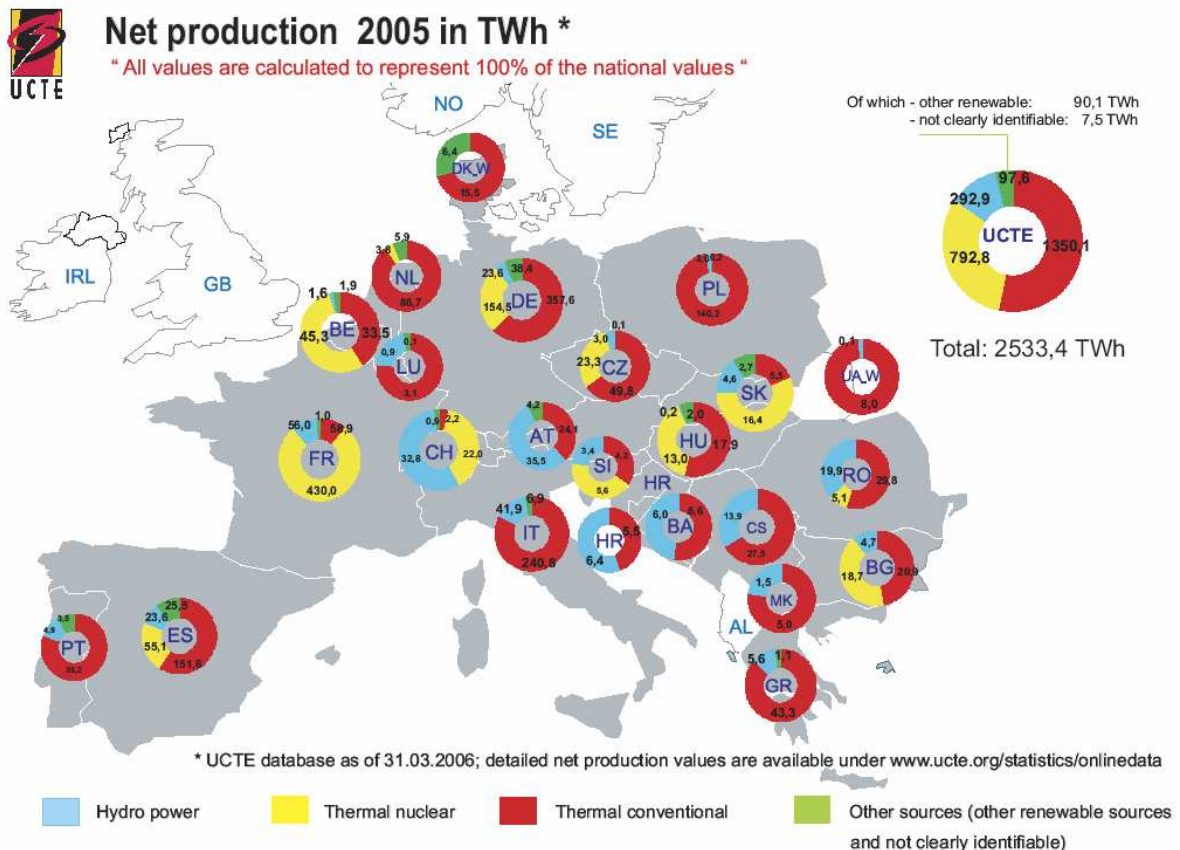 UCTE
Net production 2005 in TWh *
" All values are calculated to represent 100% of the national values "
Of which - other renewable: 90,1 TWh
- not clearly identifiable: 7,5 TWh
NO
SE
IRL
GB
6,4
DK_W
15,5
97,6
292,9
UCTE
1350,1
792,8
Total: 2533,4 TWh
5,9
3,8
NL
86,7
23,6
38,4
DE
357,6
154,5
PL
140,2
1,6
1,9
BE
45,3
33,5
0,1
0,9
LU
3,1
0,1
3,0
CZ
23,3
49,8
2,7
4,6
5,5
SK
16,4
0,1
UA_W
8,0
1,0
56,0
58,9
FR
430,0
0,9
2,2
CH
32,8
22,0
4,2
AT
24,1
35,5
3,4
4,2
SI
5,6
0,2
2,0
HU
17,9
13,0
HR
19,9
RO
29,8
5,1
6,9
41,9
IT
240,8
5,5
HR
6,4
6,0
6,6
BA
13,9
CS
27,5
4,7
18,7
BG
20,9
1,5
MK
5,0
AL
5,6
1,1
GR
43,3
3,5
4,9
PT
35,2
25,5
23,6
ES
55,1
151,6
* UCTE database as of 31.03.2006; detailed net production values are available under www.ucte.org/statistics/onlinedata
Hydro power
Thermal nuclear
Thermal conventional
Other sources (other renewable sources
and not clearly identifiable)